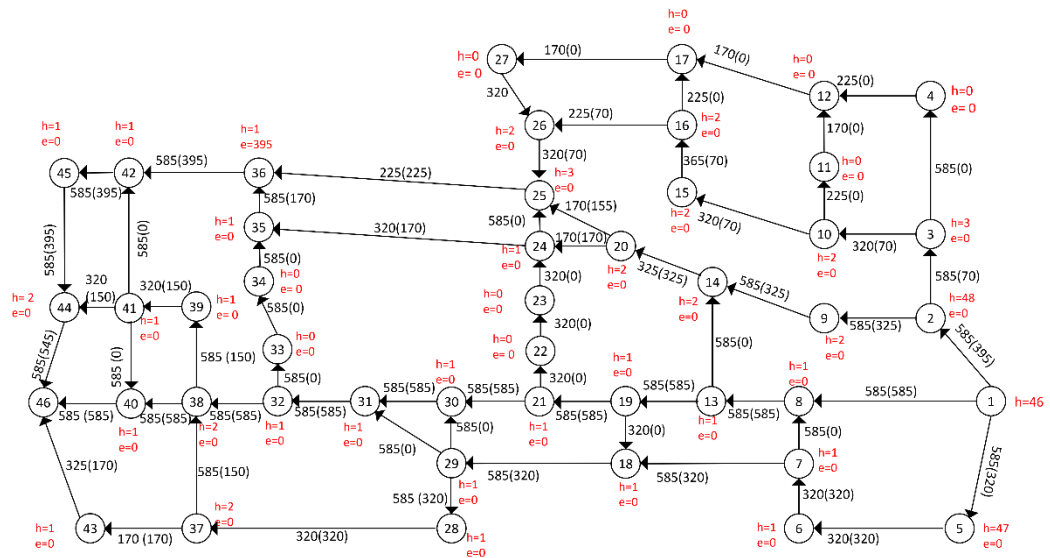 h=0
e= 0
27
170(0)
h=0
e= 0
17
170(0)
h=0
e= 0
12
225(0)
4
h=0
e= 0
320
225(0)
h=2
e=0
26
225(70)
16
h=2
e=0
170(0)
585(0)
h=1
e=0
h=1
e=0
h=1
e=395
320(70)
365(70)
11
h=0
e=0
45
585(395)
42
585(395)
36
225(225)
h=3
e=0
25
15
225(0)
585(170)
170(155)
h=2
e=0
320(70)
10
320(70)
3
h=3
e=0
h=1
e=0
35
320(170)
585(0)
24
170(170)
20
h=2
e=0
585(395)
585(0)
585(0)
h=1
e=0
h=2
e=0
325(325)
585(70)
h=0
e=0
34
320(0)
14
585(325)
h=48
e=0
h= 2
e=0
44
320
(150)
41
320(150)
39
h=1
e= 0
585(0)
h=0
e=0
23
h=2
e=0
9
585(325)
2
h=1
e=0
320(0)
h=2
e=0
585(395)
585(545)
585 (0)
585 (150)
33
h=0
e=0
h=0
e=0
22
585(0)
585(0)
h=1
e=0
320(0)
h=1
e=0
h=1
e=0
46
585 (585)
40
585(585)
38
585(585)
32
585(585)
31
585(585)
30
585(585)
21
585(585)
19
585(585)
13
585(585)
8
585(585)
1
h=46
h=1
e=0
h=2
e=0
h=1
e=0
h=1
e=0
585(0)
320(0)
h=1
e=0
585(0)
585(320)
325(170)
585(150)
29
585(320)
18
585(320)
7
h=1
e=0
h=1
e=0
h=1
e=0
585 (320)
320(320)
h=1
e=0
43
170 (170)
37
h=2
e=0
320(320)
28
h=1
e=0
h=1
e=0
6
320(320)
5
h=47
e=0